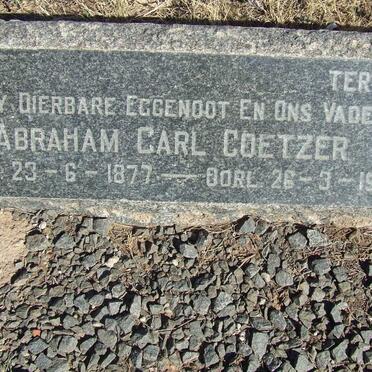 TER
DIERBARE EGGENOOT EN ONS VADE
ABRAHAM CARL COETZER
23-6-1877 — OORL 26-3-19